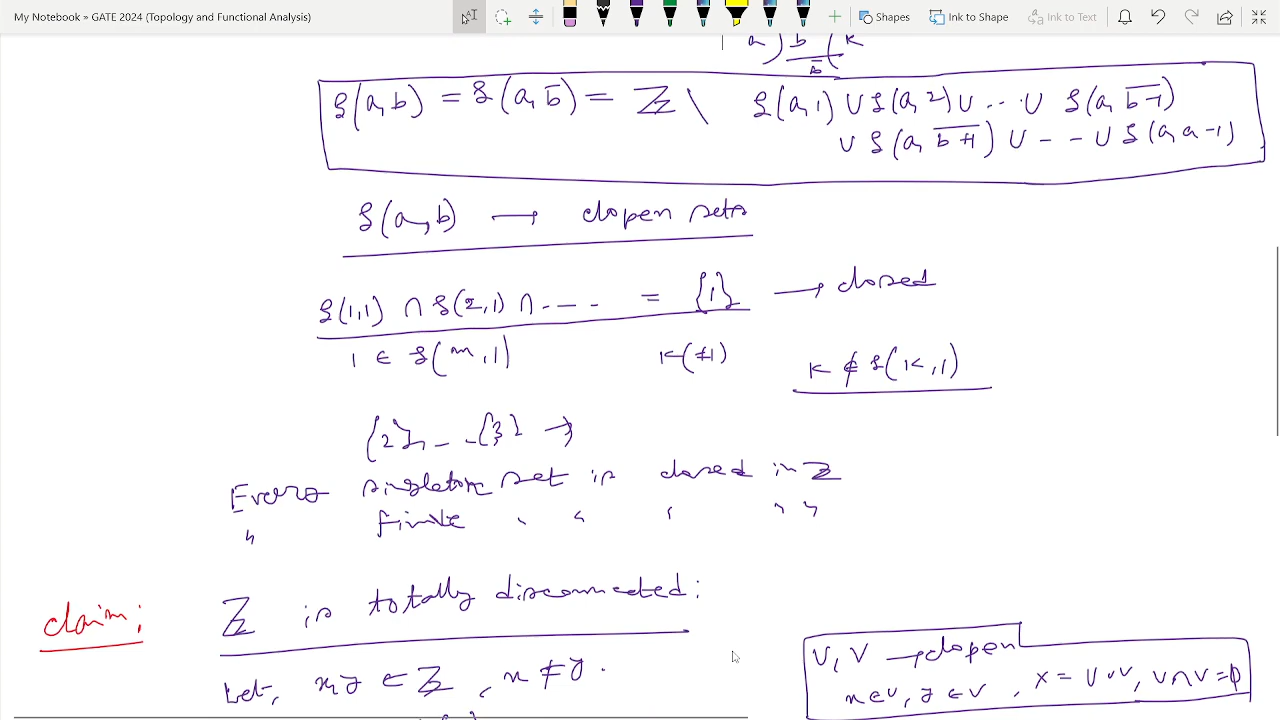 My Notebook » GATE 2024 (Topology and Functional Analysis)
Shapes Ink to Shape Ink to Text
a ) b ( k
b̄
S(a,b) = S(a, b̄) = ℤ \ S(a,1) ∪ S(a,2) ∪ ... ∪ S(a, b̄-1)
∪ S(a, b̄+1) ∪ - - ∪ S(a, a-1)
S(a,b) → clopen sets
S(1,1) ∩ S(2,1) ∩ .--- = {1} → closed
1 ∈ S(m,1) k(≠1) k ∉ S(k,1)
{2}, - - {3} →
Every singleton set is closed in ℤ
" finite " " " " "
claim: ℤ is totally disconnected:
Let, x,y ∈ ℤ, x ≠ y.
U, V → clopen
x ∈ U, y ∈ V, X = U ∪ V, U ∩ V = φ